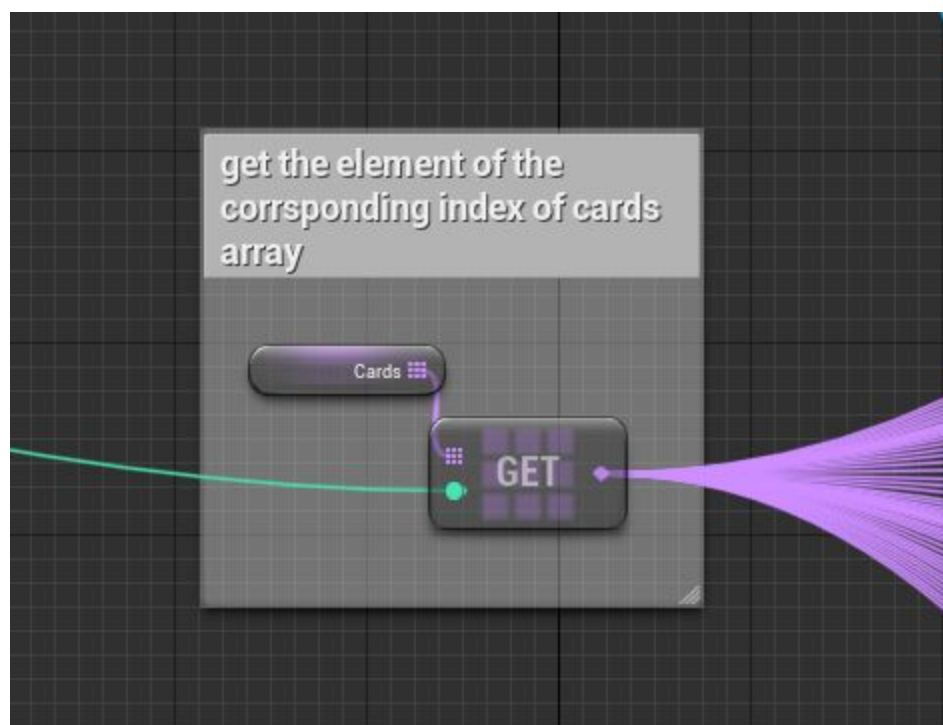 get the element of the
corrsponding index of cards
array
Cards
GET